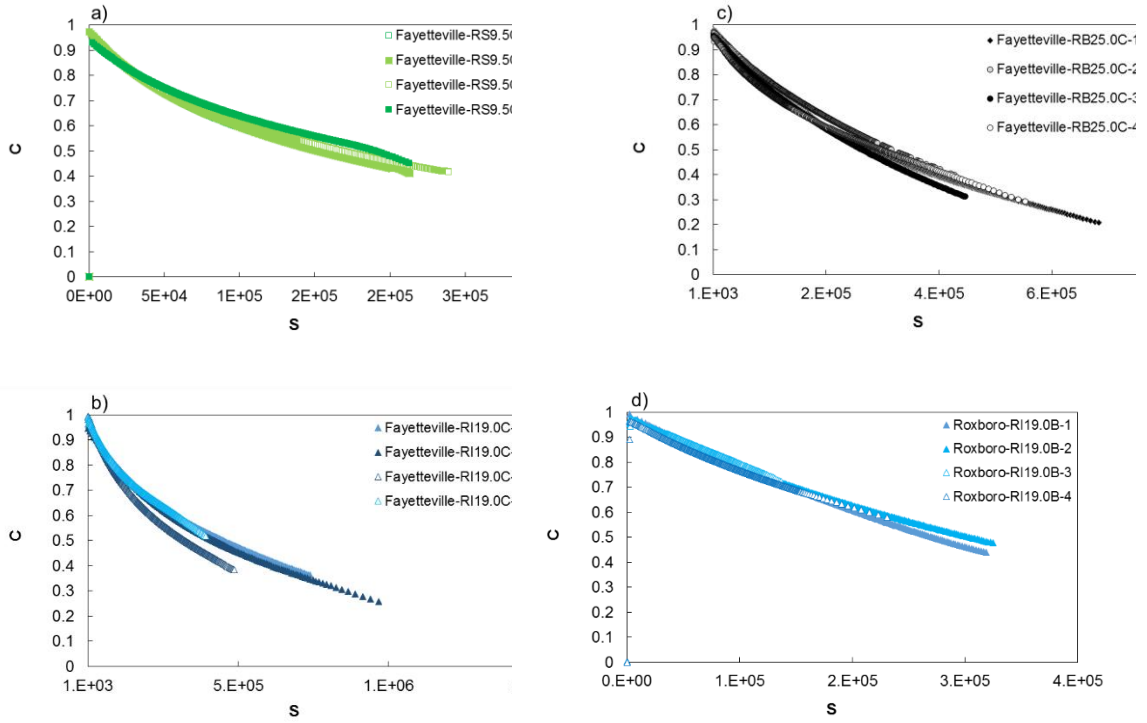 a)
1
0.9
0.8
0.7
0.6
0.5
0.4
0.3
0.2
0.1
0
C
Fayetteville-RS9.50
Fayetteville-RS9.50
Fayetteville-RS9.50
Fayetteville-RS9.50
0E+00 5E+04 1E+05 2E+05 2E+05 3E+05
S
c)
1
0.9
0.8
0.7
0.6
0.5
0.4
0.3
0.2
0.1
0
C
Fayetteville-RB25.0C-1
Fayetteville-RB25.0C-2
Fayetteville-RB25.0C-3
Fayetteville-RB25.0C-4
1.E+03 2.E+05 4.E+05 6.E+05
S
b)
1
0.9
0.8
0.7
0.6
0.5
0.4
0.3
0.2
0.1
0
C
Fayetteville-RI19.0C-
Fayetteville-RI19.0C-
Fayetteville-RI19.0C-
Fayetteville-RI19.0C-
1.E+03 5.E+05 1.E+06
S
d)
1
0.9
0.8
0.7
0.6
0.5
0.4
0.3
0.2
0.1
0
C
Roxboro-RI19.0B-1
Roxboro-RI19.0B-2
Roxboro-RI19.0B-3
Roxboro-RI19.0B-4
0.E+00 1.E+05 2.E+05 3.E+05 4.E+05
S